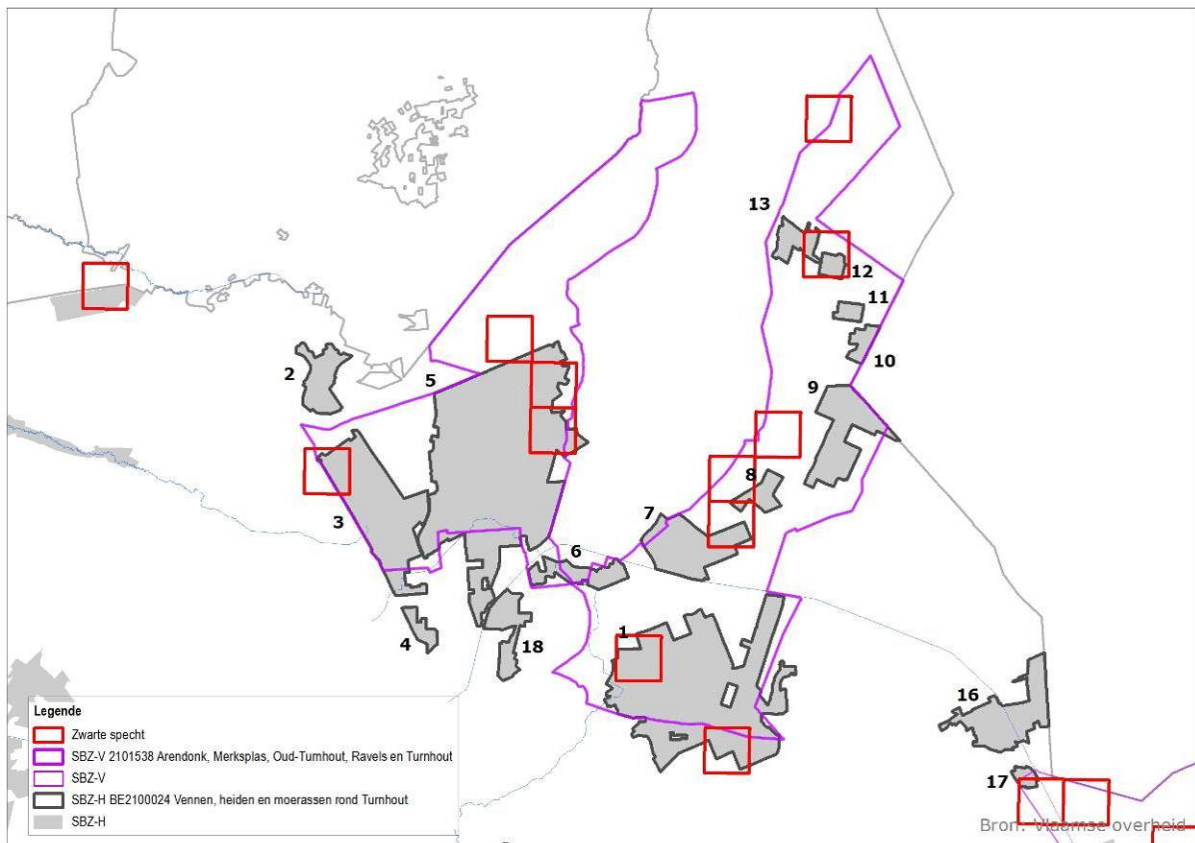 13
12
11
2
5
10
9
8
3
7
6
1
4
18
16
17
Legende
Zwarte specht
SBZ-V 2101538 Arendonk, Merksplas, Oud-Turnhout, Ravels en Turnhout
SBZ-V
SBZ-H BE2100024 Vennen, heiden en moerassen rond Turnhout
SBZ-H
Bron: Vlaamse overheid